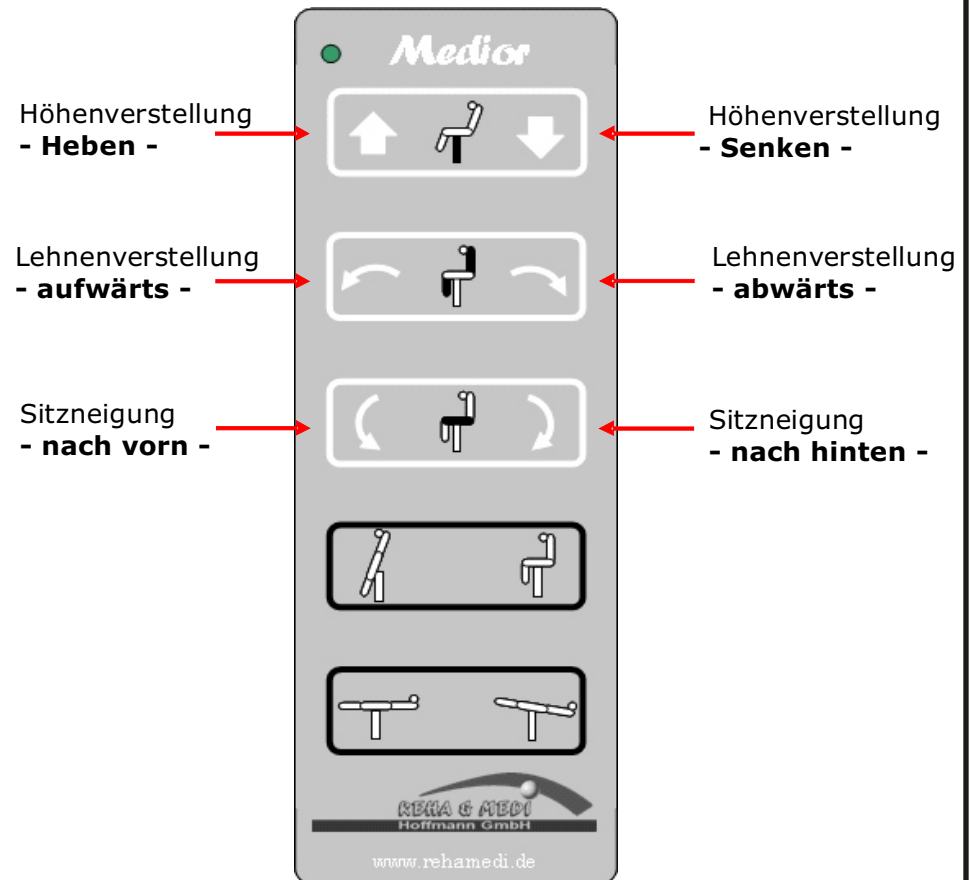 Medior
Höhenverstellung
- Heben -
Höhenverstellung
- Senken -
Lehnenverstellung
- aufwärts -
Lehnenverstellung
- abwärts -
Sitzneigung
- nach vorn -
Sitzneigung
- nach hinten -
REHA & MEDI
Hoffmann GmbH
www.rehamedi.de